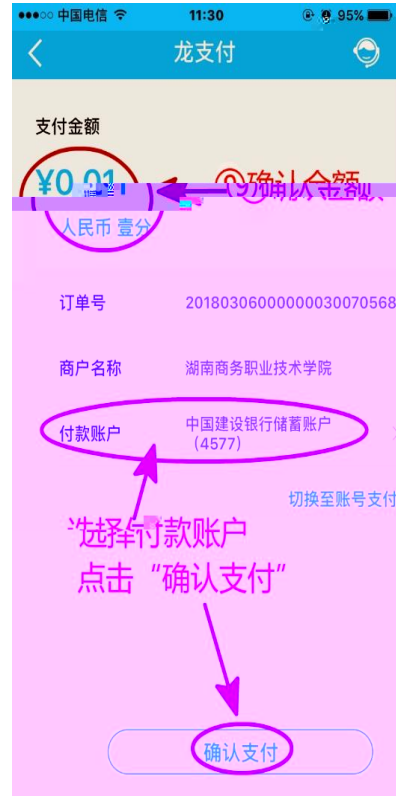 中国电信 11:30 95%
龙支付
支付金额
¥0.01
⑨确认金额
人民币 壹分
订单号 20180306000000030070568
商户名称 湖南商务职业技术学院
付款账户 中国建设银行储蓄账户
(4577)
切换至账号支付
选择付款账户
点击“确认支付”
确认支付